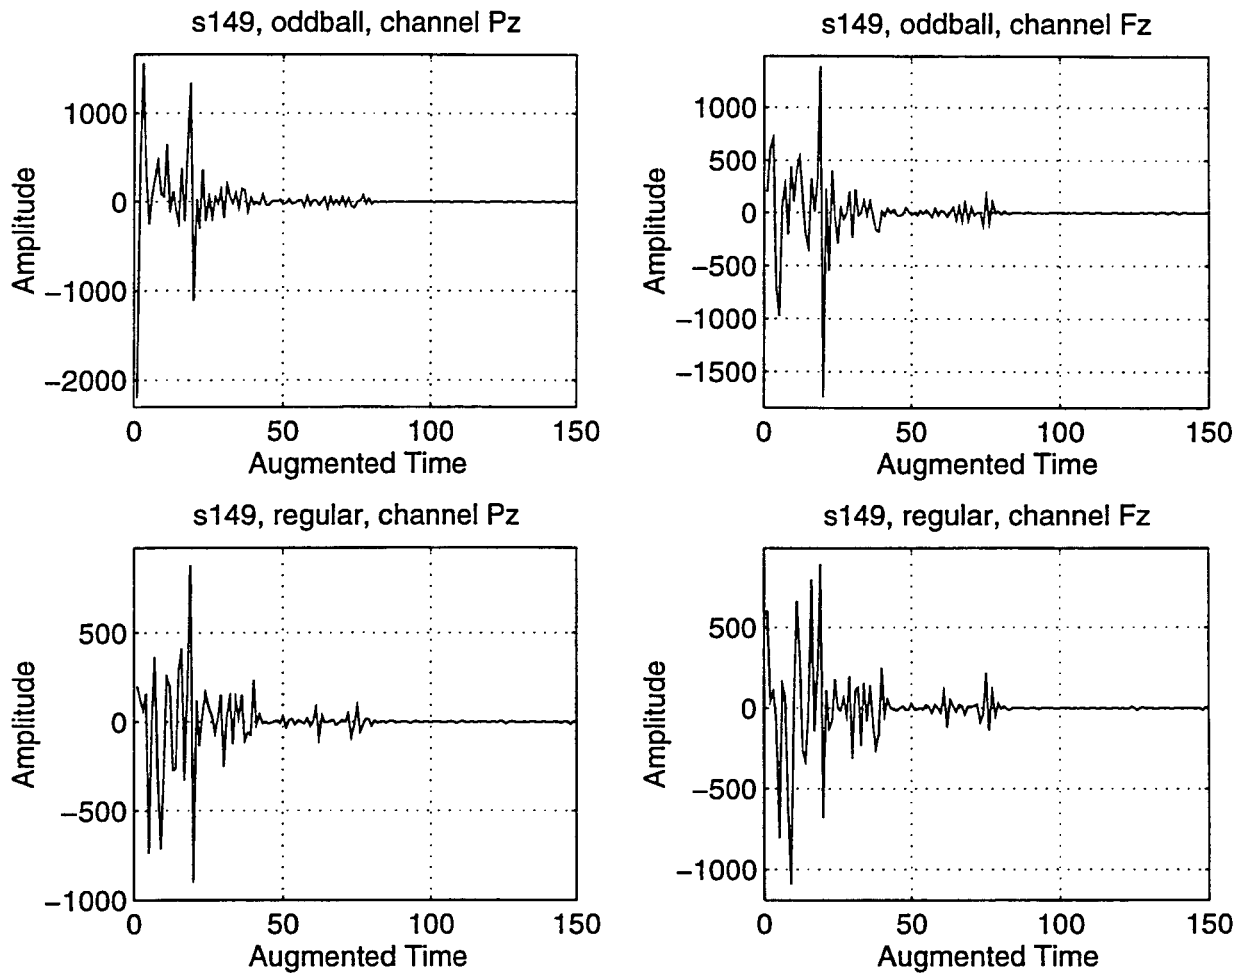 s149, oddball, channel Pz
1000
0
−1000
−2000
Amplitude
0
50
100
150
Augmented Time
s149, oddball, channel Fz
1000
500
0
−500
−1000
−1500
Amplitude
0
50
100
150
Augmented Time
s149, regular, channel Pz
500
0
−500
−1000
Amplitude
0
50
100
150
Augmented Time
s149, regular, channel Fz
500
0
−500
−1000
Amplitude
0
50
100
150
Augmented Time